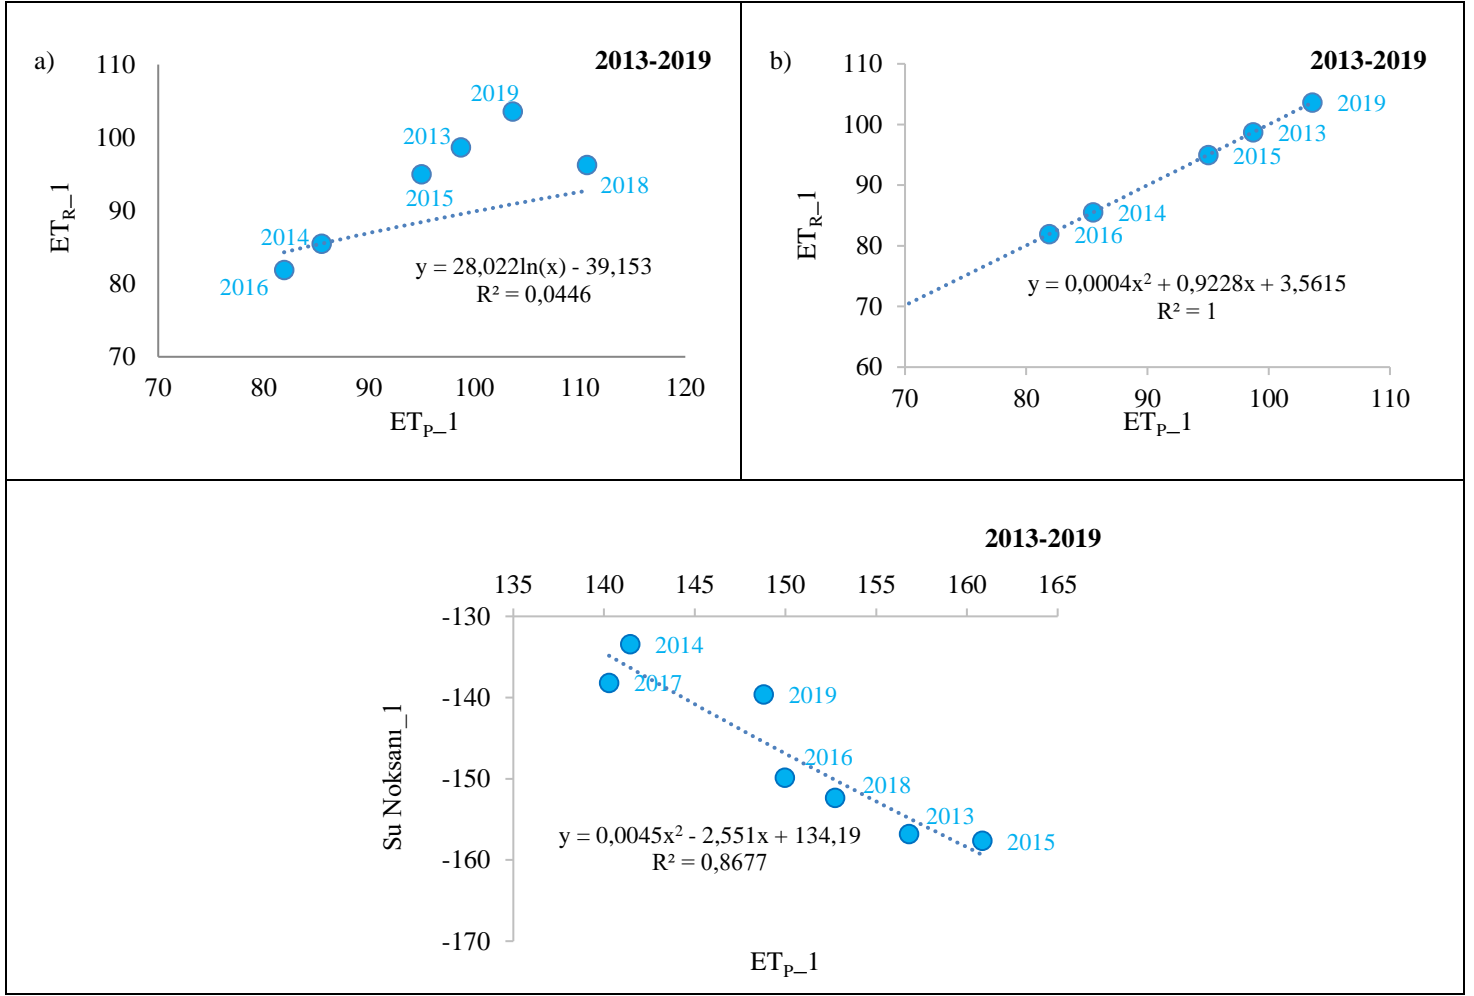 a)
2013-2019
110
100
90
80
70
70 80 90 100 110 120
ET_R_1
ET_P_1
2019
2013
2015
2018
2014
2016
y = 28,022ln(x) - 39,153
R² = 0,0446
b)
2013-2019
110
100
90
80
70
60
70 80 90 100 110
ET_R_1
ET_P_1
2019
2013
2015
2014
2016
y = 0,0004x² + 0,9228x + 3,5615
R² = 1
2013-2019
135 140 145 150 155 160 165
-130
-140
-150
-160
-170
Su Noksanı_1
ET_P_1
2014
2017
2019
2016
2018
2013
2015
y = 0,0045x² - 2,551x + 134,19
R² = 0,8677